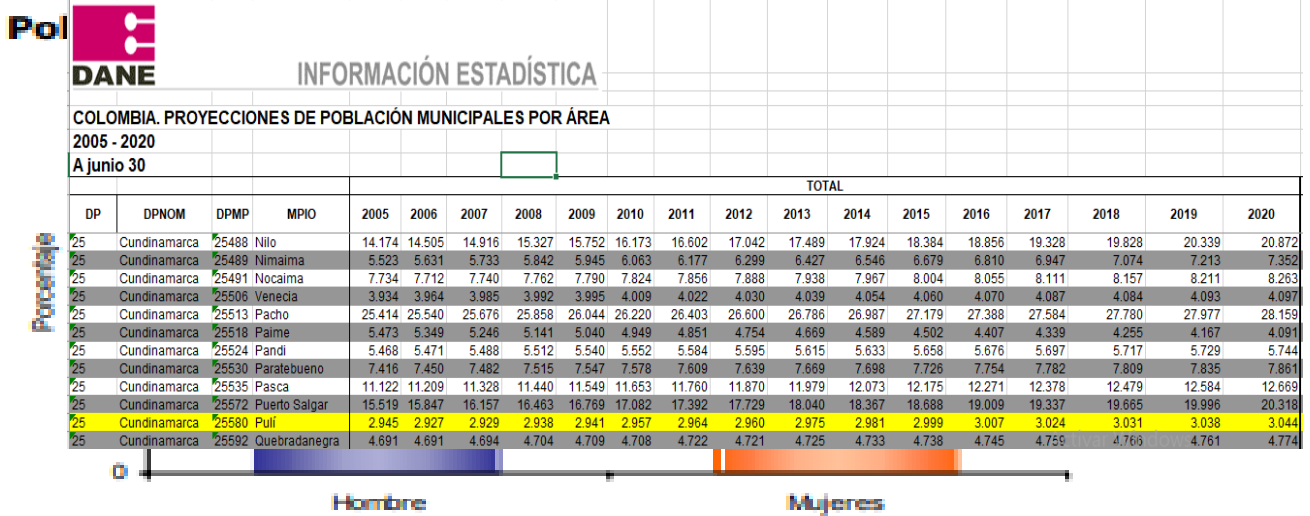 Pol
DANE
INFORMACIÓN ESTADÍSTICA
COLOMBIA. PROYECCIONES DE POBLACIÓN MUNICIPALES POR ÁREA
2005 - 2020
A junio 30
TOTAL
DP DPNOM DPMP MPIO 2005 2006 2007 2008 2009 2010 2011 2012 2013 2014 2015 2016 2017 2018 2019 2020
25 Cundinamarca 25488 Nilo 14.174 14.505 14.916 15.327 15.752 16.173 16.602 17.042 17.489 17.924 18.384 18.856 19.328 19.828 20.339 20.872
25 Cundinamarca 25489 Nimaima 5.523 5.631 5.733 5.842 5.945 6.063 6.177 6.299 6.427 6.546 6.679 6.810 6.947 7.074 7.213 7.352
25 Cundinamarca 25491 Nocaima 7.734 7.712 7.740 7.762 7.790 7.824 7.856 7.888 7.938 7.967 8.004 8.055 8.111 8.157 8.211 8.263
25 Cundinamarca 25506 Venecia 3.934 3.964 3.985 3.992 3.995 4.009 4.022 4.030 4.039 4.054 4.060 4.070 4.087 4.084 4.093 4.097
25 Cundinamarca 25513 Pacho 25.414 25.540 25.676 25.858 26.044 26.220 26.403 26.600 26.786 26.987 27.179 27.388 27.584 27.780 27.977 28.159
25 Cundinamarca 25518 Paime 5.473 5.349 5.246 5.141 5.040 4.949 4.851 4.754 4.669 4.589 4.502 4.407 4.339 4.255 4.167 4.091
25 Cundinamarca 25524 Pandi 5.468 5.471 5.488 5.512 5.540 5.552 5.584 5.595 5.615 5.633 5.658 5.676 5.697 5.717 5.729 5.744
25 Cundinamarca 25530 Paratebueno 7.416 7.450 7.482 7.515 7.547 7.578 7.609 7.639 7.669 7.698 7.726 7.754 7.782 7.809 7.835 7.861
25 Cundinamarca 25535 Pasca 11.122 11.209 11.328 11.440 11.549 11.653 11.760 11.870 11.979 12.073 12.175 12.271 12.378 12.479 12.584 12.669
25 Cundinamarca 25572 Puerto Salgar 15.519 15.847 16.157 16.463 16.769 17.082 17.392 17.729 18.040 18.367 18.688 19.009 19.337 19.665 19.996 20.318
25 Cundinamarca 25580 Pulí 2.945 2.927 2.929 2.938 2.941 2.957 2.964 2.960 2.975 2.981 2.999 3.007 3.024 3.031 3.038 3.044
25 Cundinamarca 25592 Quebradanegra 4.691 4.691 4.694 4.704 4.709 4.708 4.722 4.721 4.725 4.733 4.738 4.745 4.759 4.766 4.761 4.774
Porcentaje
0
Hombre Mujeres